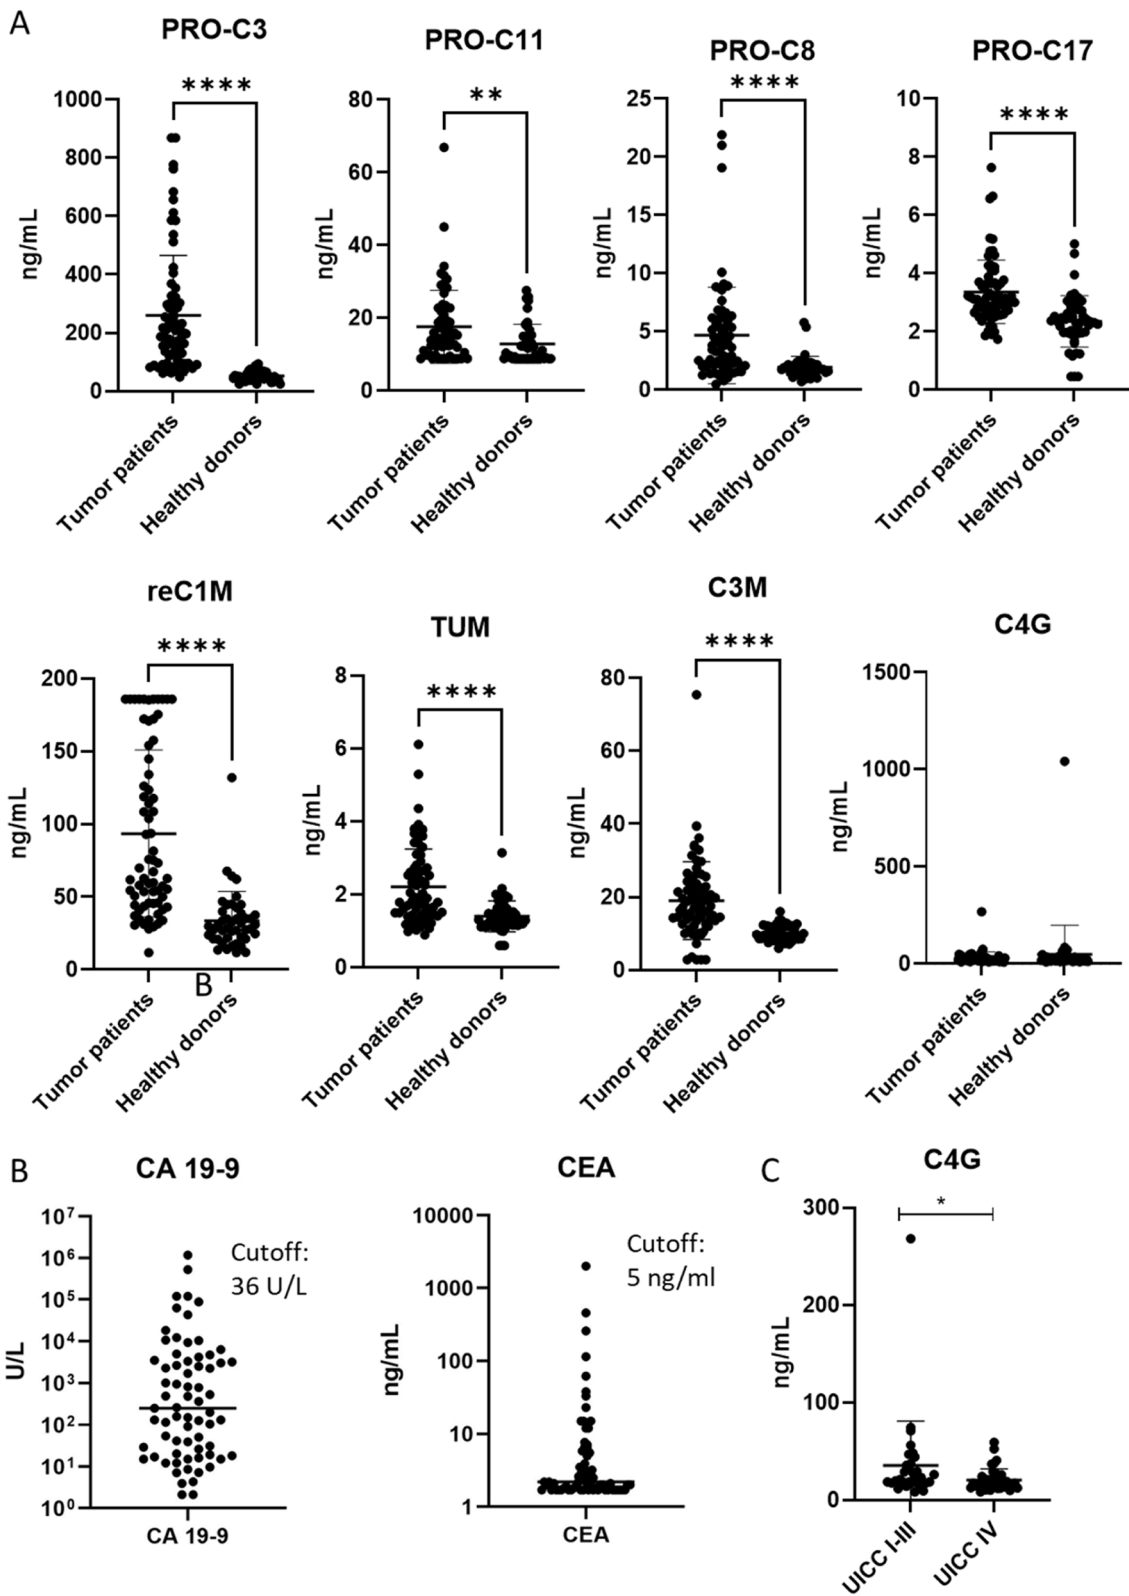 A
PRO-C3
PRO-C11
PRO-C8
PRO-C17
****
**
****
****
1000
800
600
400
200
0
ng/mL
Tumor patients
Healthy donors
80
60
40
20
0
ng/mL
Tumor patients
Healthy donors
25
20
15
10
5
0
ng/mL
Tumor patients
Healthy donors
10
8
6
4
2
0
ng/mL
Tumor patients
Healthy donors
reC1M
TUM
C3M
C4G
****
****
****
200
150
100
50
0
ng/mL
B
Tumor patients
Healthy donors
8
6
4
2
0
ng/mL
Tumor patients
Healthy donors
80
60
40
20
0
ng/mL
Tumor patients
Healthy donors
1500
1000
500
0
ng/mL
Tumor patients
Healthy donors
B
CA 19-9
10⁷
10⁶
10⁵
10⁴
10³
10²
10¹
10⁰
U/L
Cutoff:
36 U/L
CA 19-9
CEA
10000
1000
100
10
1
ng/mL
Cutoff:
5 ng/ml
CEA
C
C4G
*
300
200
100
0
ng/mL
UICC I-III
UICC IV